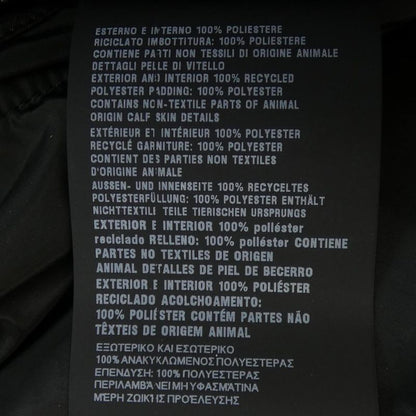 ESTERNO E INTERNO 100% POLIESTERE
RICICLATO IMBOTTITURA: 100% POLIESTERE
CONTIENE PARTI NON TESSILI DI ORIGINE ANIMALE
DETTAGLI PELLE DI VITELLO
EXTERIOR AND INTERIOR 100% RECYCLED
POLYESTER PADDING: 100% POLYESTER
CONTAINS NON-TEXTILE PARTS OF ANIMAL
ORIGIN CALF SKIN DETAILS
EXTÉRIEUR ET INTÉRIEUR 100% POLYESTER
RECYCLÉ GARNITURE: 100% POLYESTER
CONTIENT DES PARTIES NON TEXTILES
D'ORIGINE ANIMALE
AUSSEN- UND INNENSEITE 100% RECYCELTES
POLYESTERFÜLLUNG: 100% POLYESTER ENTHÄLT
NICHTTEXTILE TEILE TIERISCHEN URSPRUNGS
EXTERIOR E INTERIOR 100% poliéster
reciclado RELLENO: 100% poliéster CONTIENE
PARTES NO TEXTILES DE ORIGEN
ANIMAL DETALLES DE PIEL DE BECERRO
EXTERIOR E INTERIOR 100% POLIÉSTER
RECICLADO ACOLCHOAMENTO:
100% POLIÉSTER CONTÉM PARTES NÃO
TÊXTEIS DE ORIGEM ANIMAL
ΕΞΩΤΕΡΙΚΟ ΚΑΙ ΕΣΩΤΕΡΙΚΟ
100% ΑΝΑΚΥΚΛΩΜΕΝΟΣ ΠΟΛΥΕΣΤΕΡΑΣ
ΕΠΕΝΔΥΣΗ: 100% ΠΟΛΥΕΣΤΕΡΑΣ
ΠΕΡΙΛΑΜΒΑΝΕΙ ΜΗ ΥΦΑΣΜΑΤΙΝΑ
ΜΕΡΗ ΖΩΙΚΗΣ ΠΡΟΕΛΕΥΣΗΣ